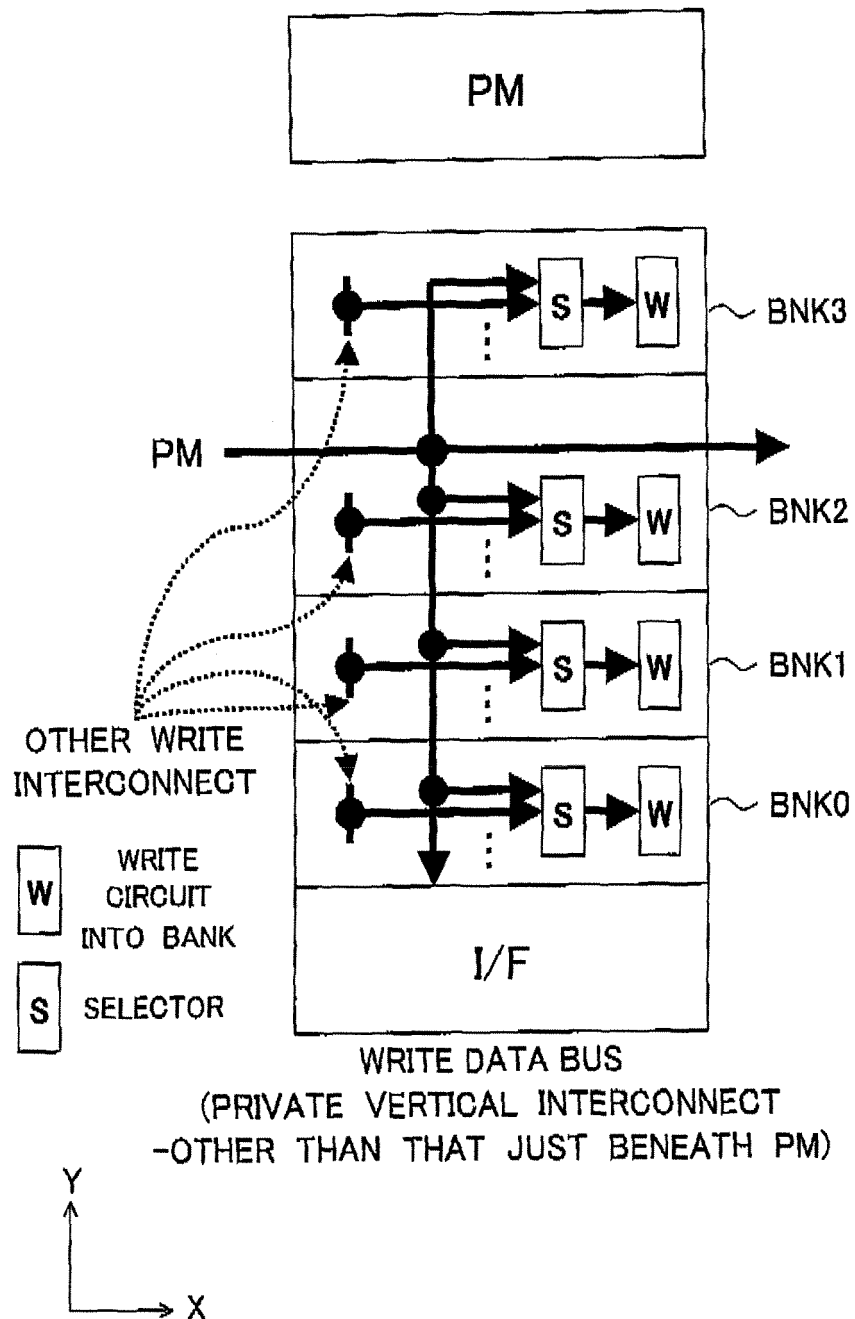 PM
S
W
BNK3
PM
S
W
BNK2
S
W
BNK1
OTHER WRITE
INTERCONNECT
S
W
BNK0
W
WRITE
CIRCUIT
INTO BANK
I/F
S
SELECTOR
WRITE DATA BUS
(PRIVATE VERTICAL INTERCONNECT
-OTHER THAN THAT JUST BENEATH PM)
Y
X